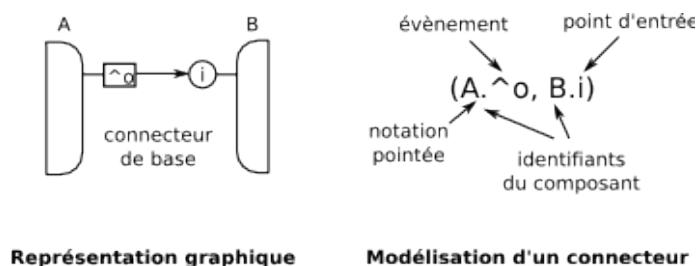 A
B
^o
i
connecteur
de base
Représentation graphique
évènement
point d'entrée
(A.^o, B.i)
notation
pointée
identifiants
du composant
Modélisation d'un connecteur